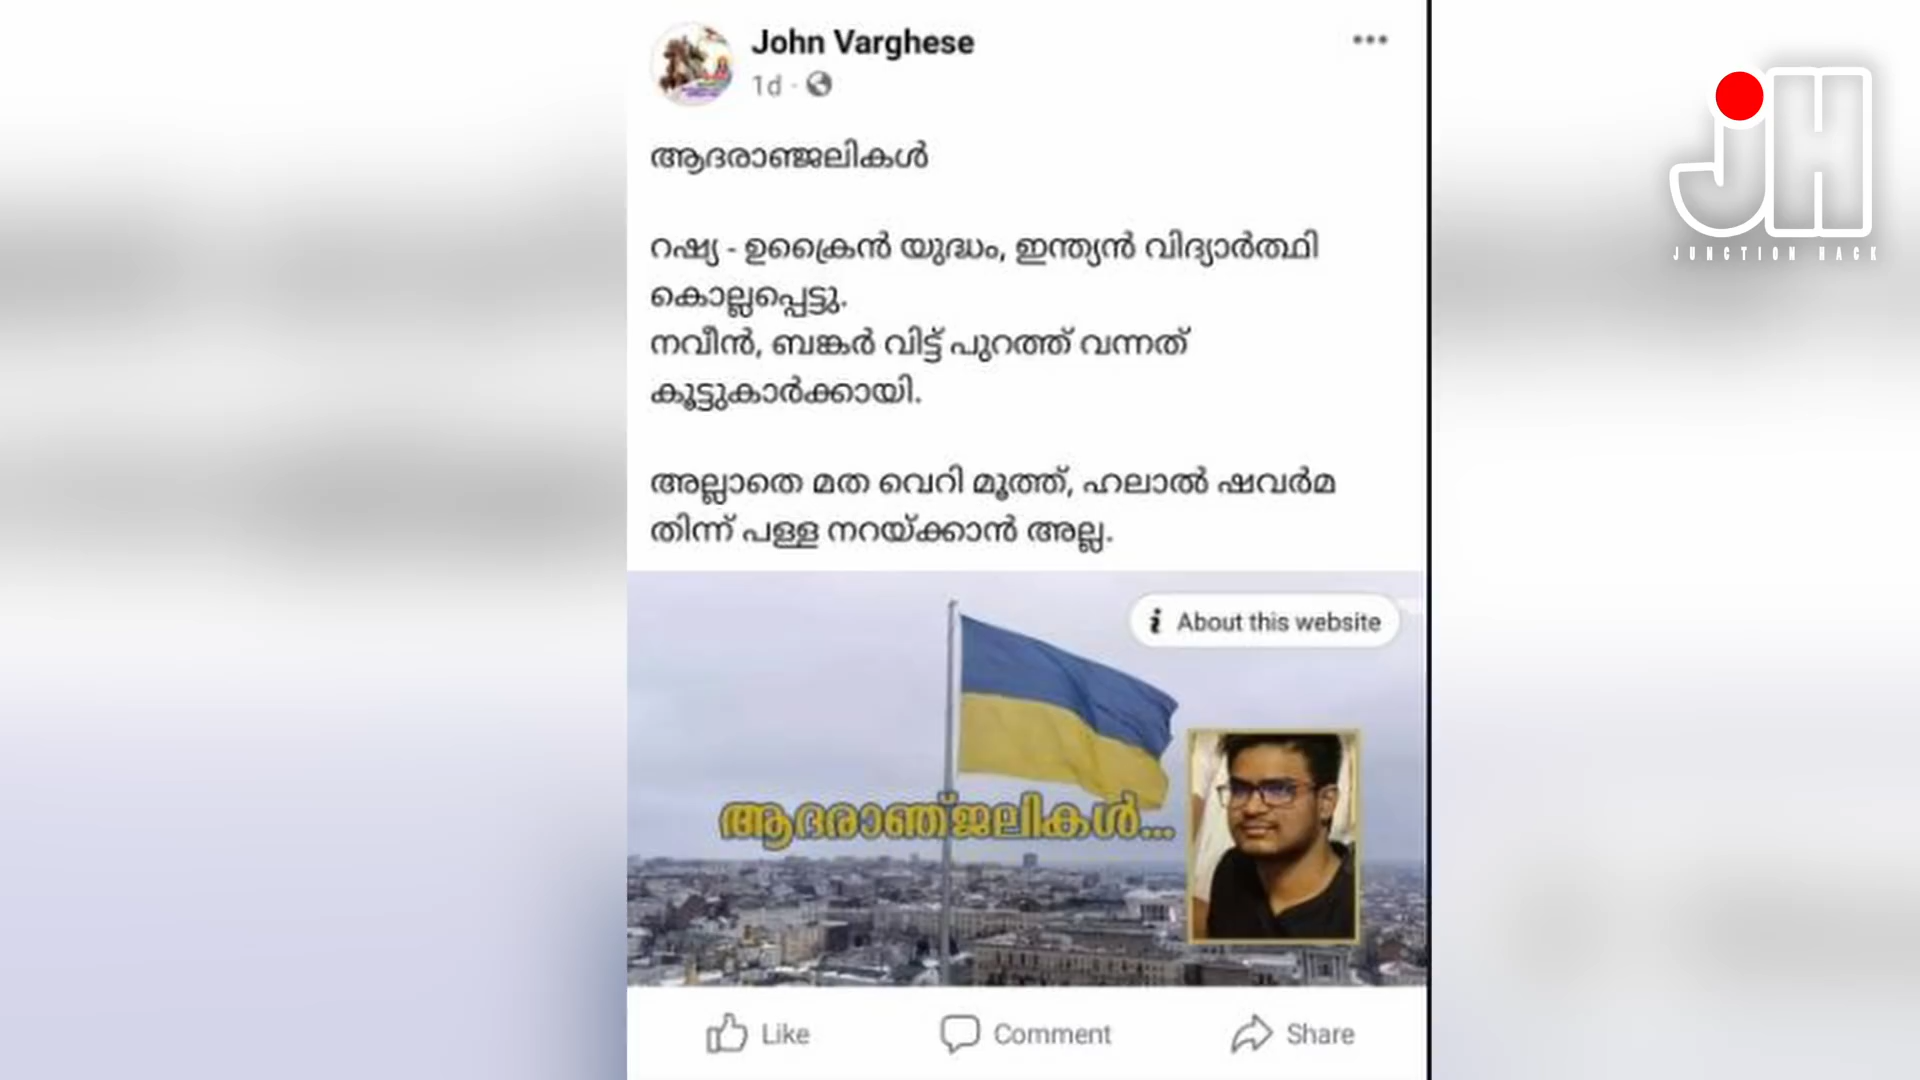 John Varghese
1d ·
ആദരാഞ്ജലികൾ
റഷ്യ - ഉക്രൈൻ യുദ്ധം, ഇന്ത്യൻ വിദ്യാർത്ഥി
കൊല്ലപ്പെട്ടു.
നവീൻ, ബങ്കർ വിട്ട് പുറത്ത് വന്നത്
കൂട്ടുകാർക്കായി.
അല്ലാതെ മത വെറി മൂത്ത്, ഹലാൽ ഷവർമ
തിന്ന് പള്ള നറയ്ക്കാൻ അല്ല.
i About this website
ആദരാഞ്ജലികൾ...
Like
Comment
Share
JH
JUNCTION HACK